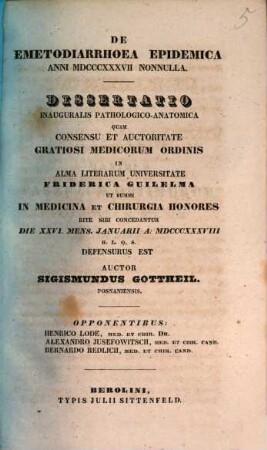 5
DE
EMETODIARRHOEA EPIDEMICA
ANNI MDCCCXXXVII NONNULLA.
DISSERTATIO
INAUGURALIS PATHOLOGICO-ANATOMICA
QUAM
CONSENSU ET AUCTORITATE
GRATIOSI MEDICORUM ORDINIS
IN
ALMA LITERARUM UNIVERSITATE
FRIDERICA GUILELMA
UT SUMMI
IN MEDICINA ET CHIRURGIA HONORES
RITE SIBI CONCEDANTUR
DIE XXVI. MENS. JANUARII A: MDCCCXXXVIII
H. L. Q. S.
DEFENSURUS EST
AUCTOR
SIGISMUNDUS GOTTHEIL.
POSNANIENSIS.
OPPONENTIBUS:
HENRICO LODE, MED. ET CHIR. DR.
ALEXANDRO JUSEFOWITSCH, MED. ET CHIR. CAND.
BERNARDO REDLICH, MED. ET CHIR. CAND.
BEROLINI,
TYPIS JULII SITTENFELD.